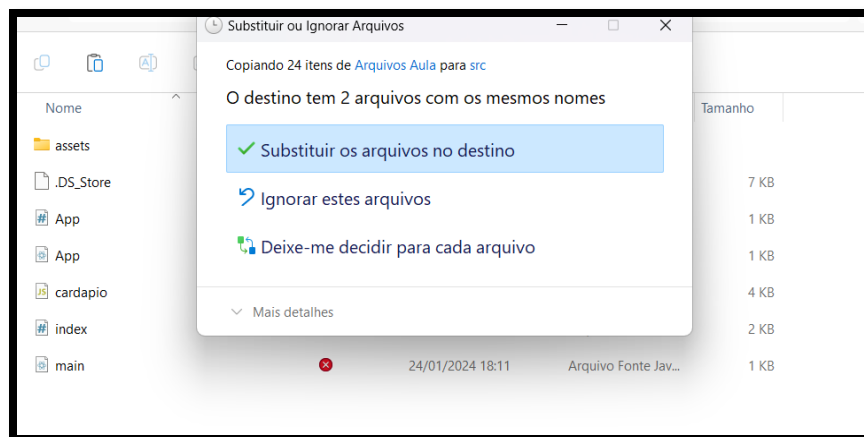 Substituir ou Ignorar Arquivos
Copiando 24 itens de Arquivos Aula para src
O destino tem 2 arquivos com os mesmos nomes
Nome
Tamanho
assets
Substituir os arquivos no destino
.DS_Store
7 KB
Ignorar estes arquivos
# App
1 KB
App
1 KB
Deixe-me decidir para cada arquivo
JS cardapio
4 KB
Mais detalhes
# index
2 KB
main
24/01/2024 18:11
Arquivo Fonte Jav...
1 KB